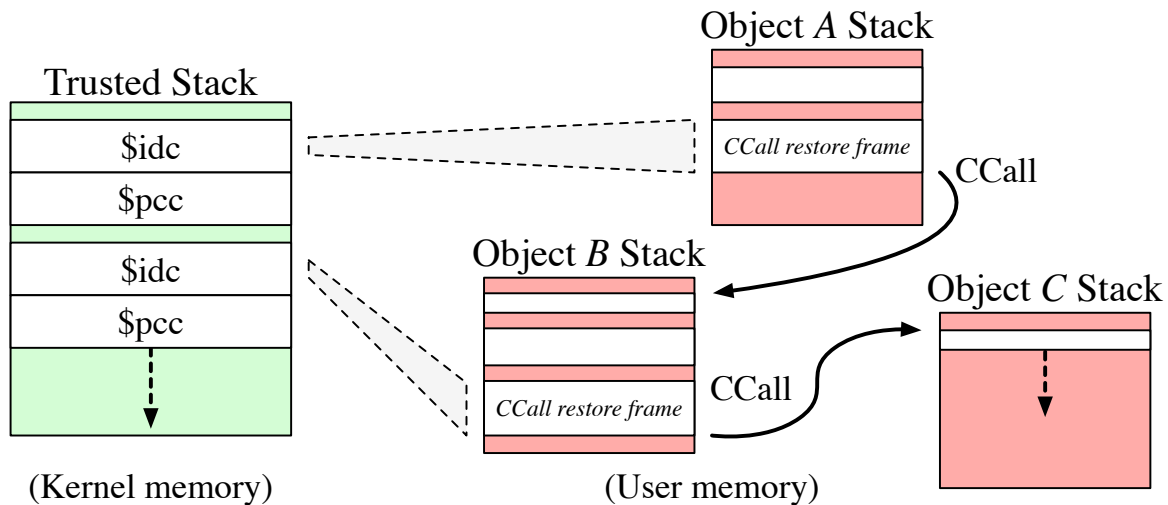 Object A Stack
Trusted Stack
$idc
CCall restore frame
CCall
$pcc
Object B Stack
$idc
Object C Stack
$pcc
CCall
CCall restore frame
(Kernel memory)
(User memory)